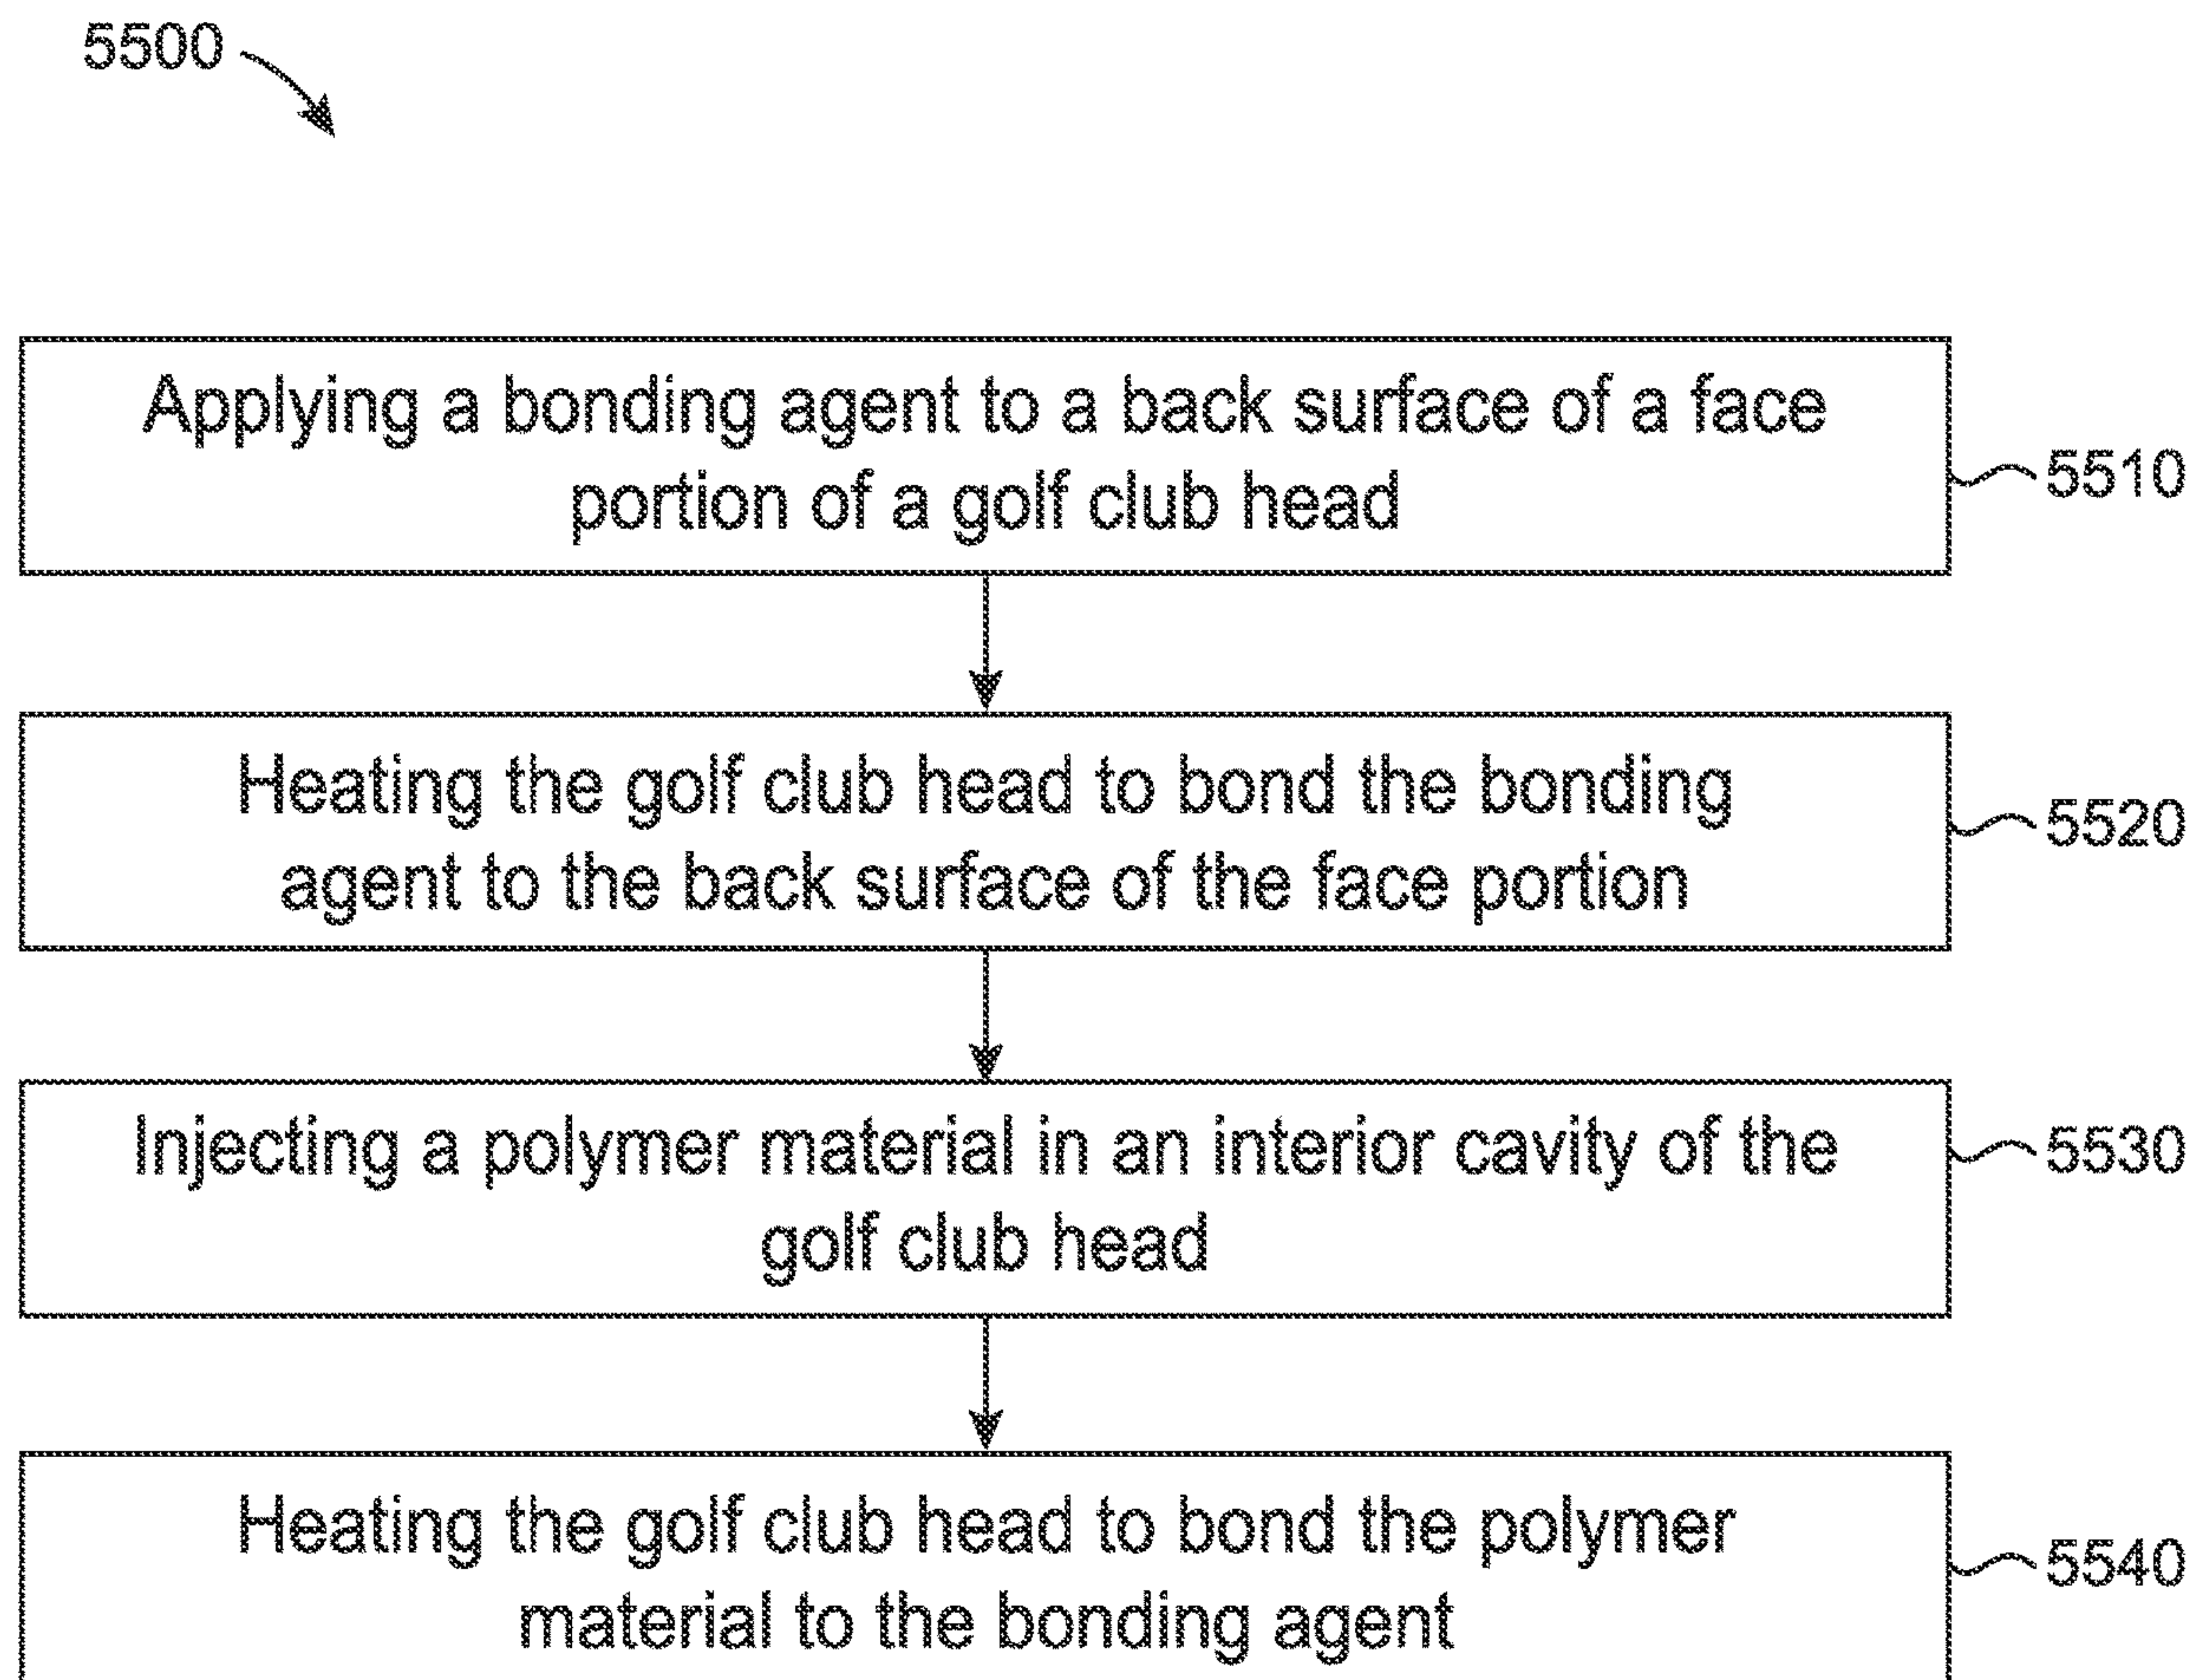 5500
Applying a bonding agent to a back surface of a face
portion of a golf club head
5510
Heating the golf club head to bond the bonding
agent to the back surface of the face portion
5520
Injecting a polymer material in an interior cavity of the
golf club head
5530
Heating the golf club head to bond the polymer
material to the bonding agent
5540